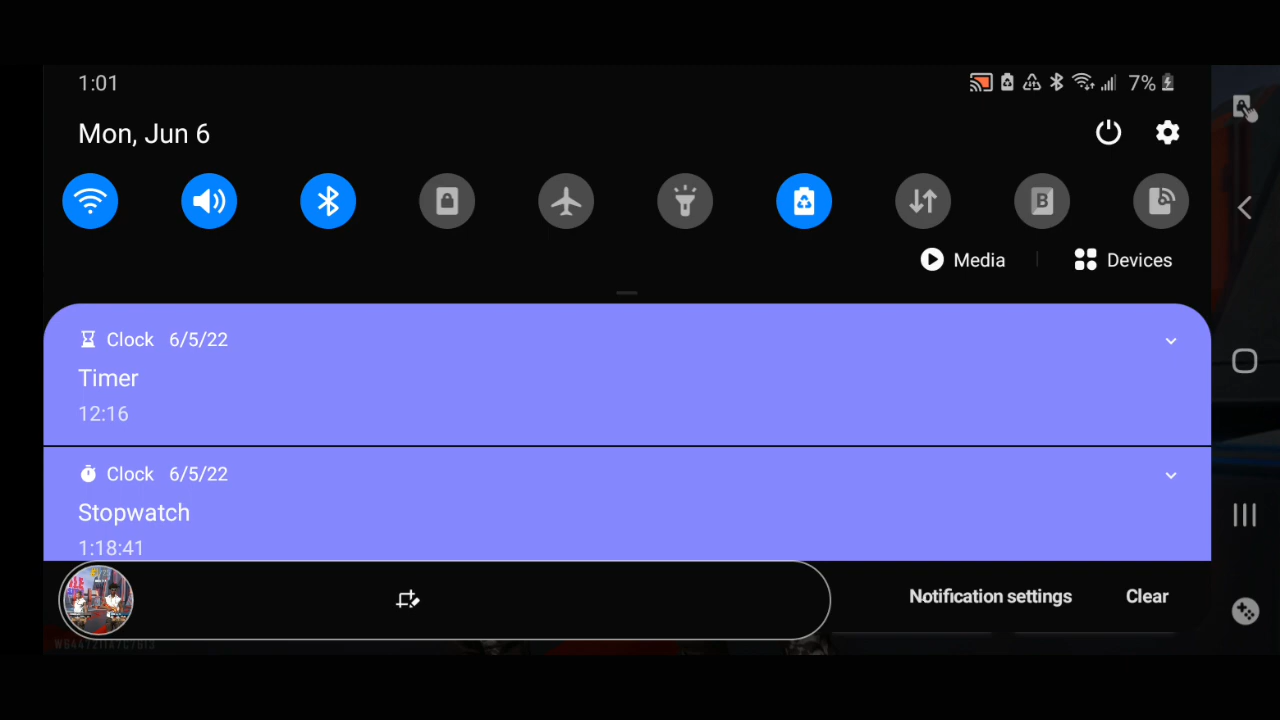 1:01
7%
Mon, Jun 6
B
Media
Devices
Clock 6/5/22
Timer
12:16
Clock 6/5/22
Stopwatch
1:18:41
Notification settings
Clear